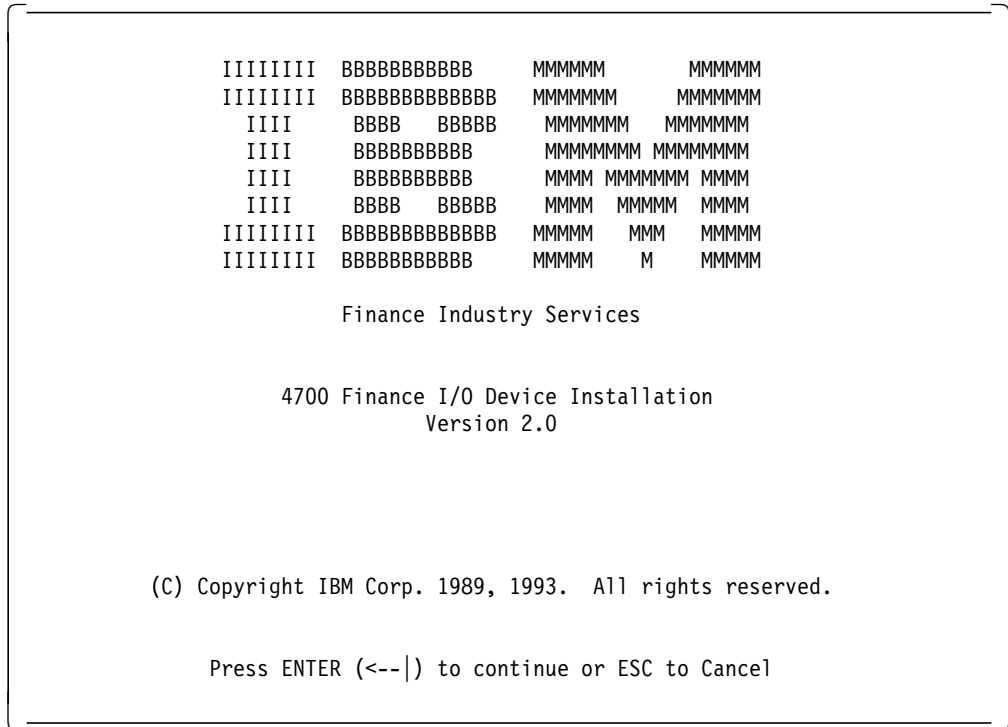 IIIIIIII  BBBBBBBBBBB     MMMMMM       MMMMMM
IIIIIIII  BBBBBBBBBBBBB   MMMMMMM     MMMMMMM
  IIII     BBBB   BBBBB    MMMMMMM   MMMMMMM
  IIII     BBBBBBBBBB      MMMMMMMM MMMMMMMM
  IIII     BBBBBBBBBB      MMMM MMMMMMM MMMM
  IIII     BBBB   BBBBB    MMMM  MMMMM  MMMM
IIIIIIII  BBBBBBBBBBBBB   MMMMM   MMM   MMMMM
IIIIIIII  BBBBBBBBBBB     MMMMM    M    MMMMM
Finance Industry Services
4700 Finance I/O Device Installation
Version 2.0
(C) Copyright IBM Corp. 1989, 1993.  All rights reserved.
Press ENTER (<--|) to continue or ESC to Cancel